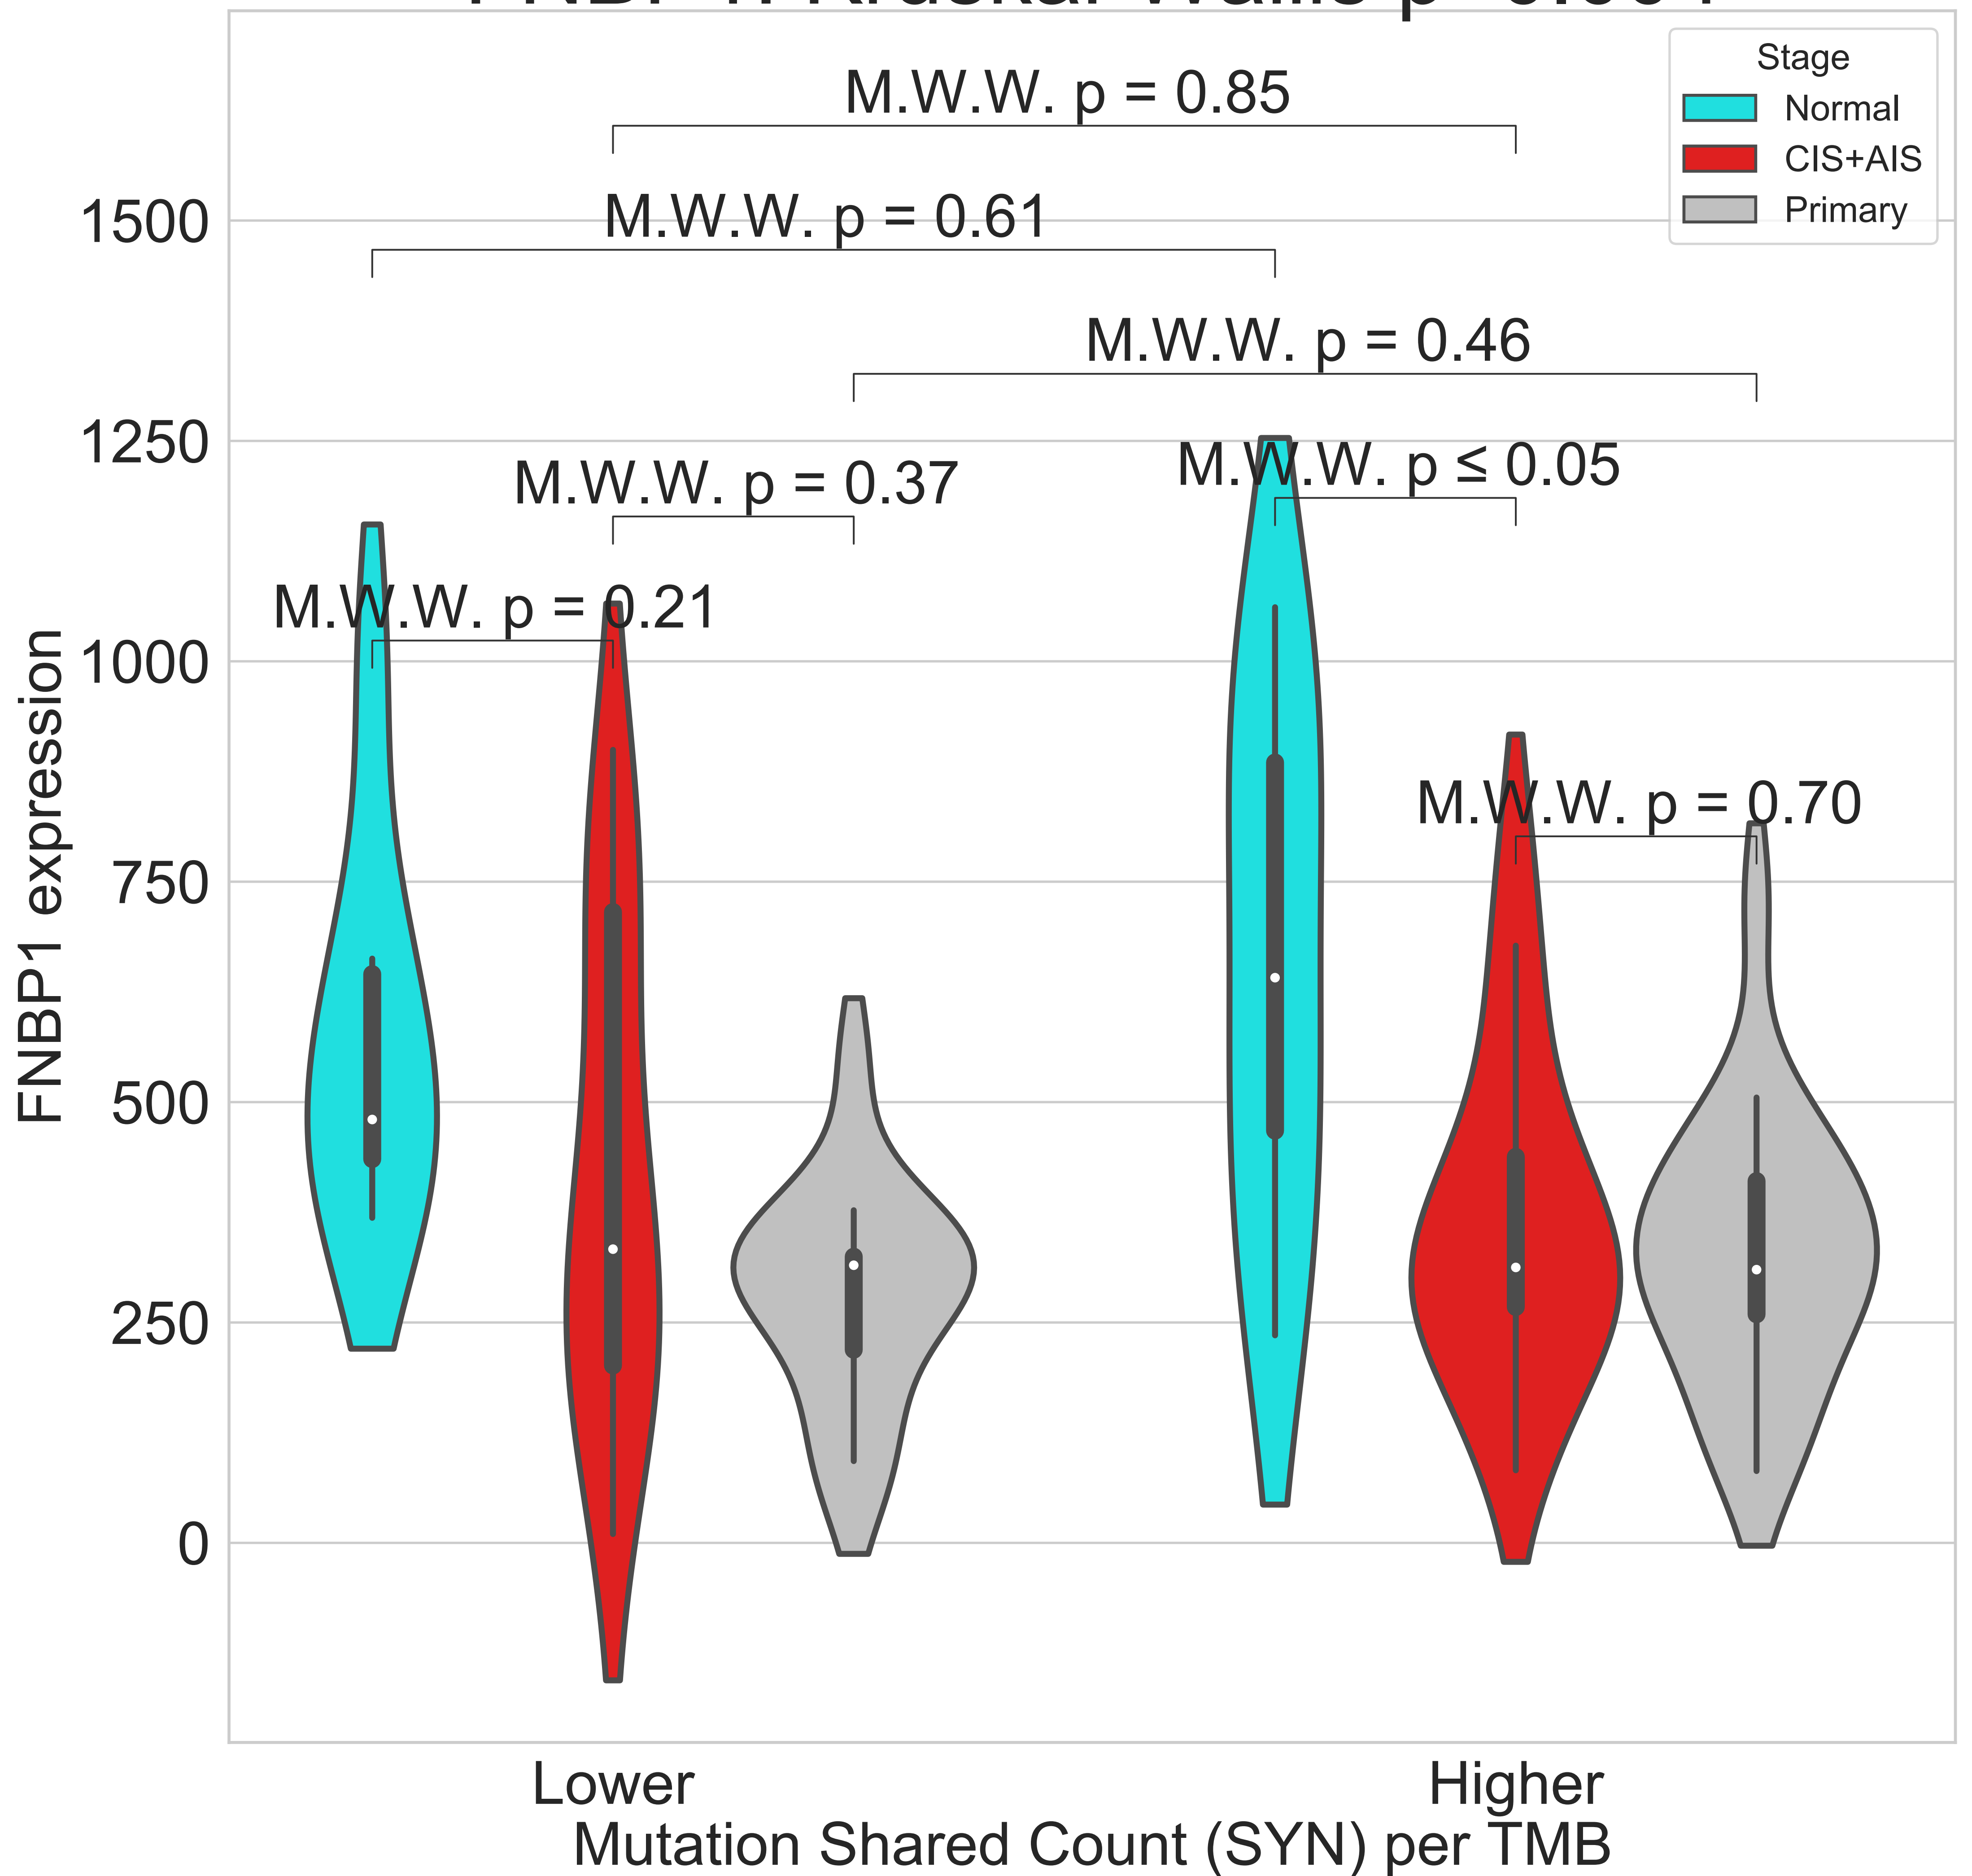 Stage
Normal
CIS+AIS
Primary
M.W.W. p = 0.85
M.W.W. p = 0.61
M.W.W. p = 0.46
M.W.W. p ≤ 0.05
M.W.W. p = 0.37
M.W.W. p = 0.21
M.W.W. p = 0.70
1500
1250
1000
750
500
250
0
FNBP1 expression
Lower
Higher
Mutation Shared Count (SYN) per TMB